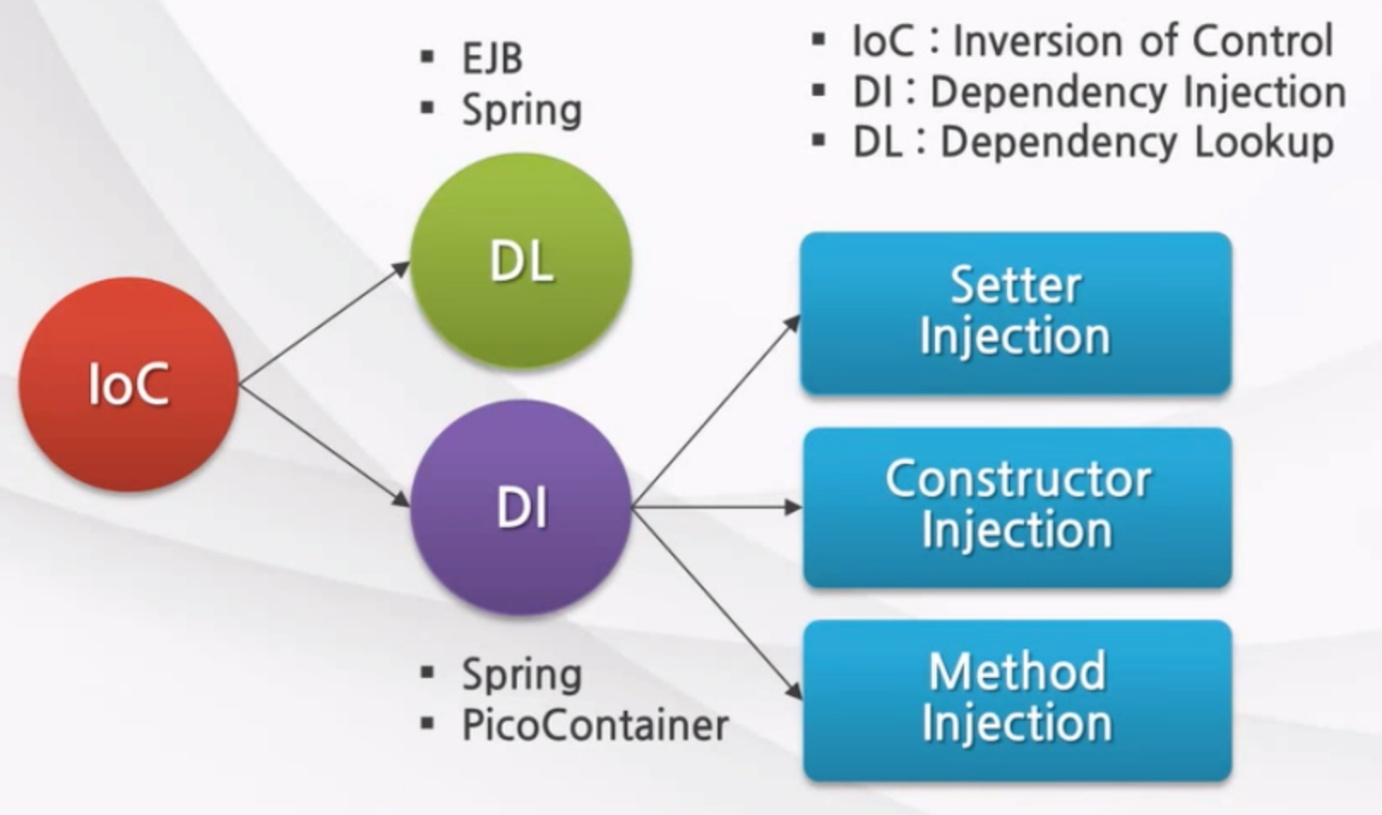 ▪ EJB
▪ Spring
▪ IoC : Inversion of Control
▪ DI : Dependency Injection
▪ DL : Dependency Lookup
IoC
DL
DI
Setter
Injection
Constructor
Injection
Method
Injection
▪ Spring
▪ PicoContainer